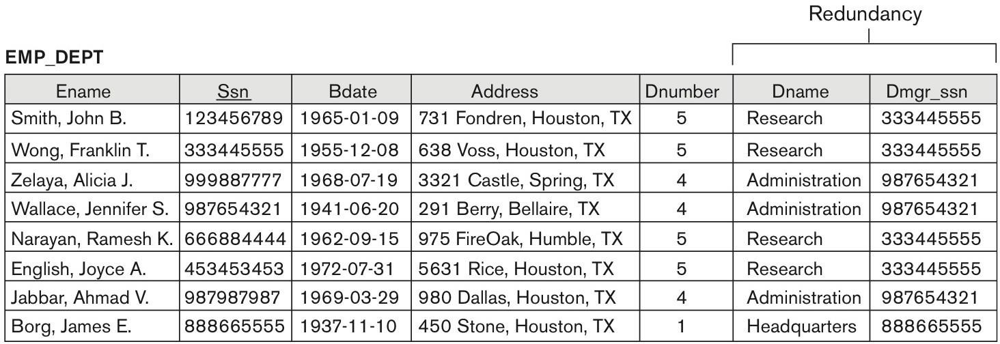 Redundancy
EMP_DEPT
Ename Ssn Bdate Address Dnumber Dname Dmgr_ssn
Smith, John B. 123456789 1965-01-09 731 Fondren, Houston, TX 5 Research 333445555
Wong, Franklin T. 333445555 1955-12-08 638 Voss, Houston, TX 5 Research 333445555
Zelaya, Alicia J. 999887777 1968-07-19 3321 Castle, Spring, TX 4 Administration 987654321
Wallace, Jennifer S. 987654321 1941-06-20 291 Berry, Bellaire, TX 4 Administration 987654321
Narayan, Ramesh K. 666884444 1962-09-15 975 FireOak, Humble, TX 5 Research 333445555
English, Joyce A. 453453453 1972-07-31 5631 Rice, Houston, TX 5 Research 333445555
Jabbar, Ahmad V. 987987987 1969-03-29 980 Dallas, Houston, TX 4 Administration 987654321
Borg, James E. 888665555 1937-11-10 450 Stone, Houston, TX 1 Headquarters 888665555